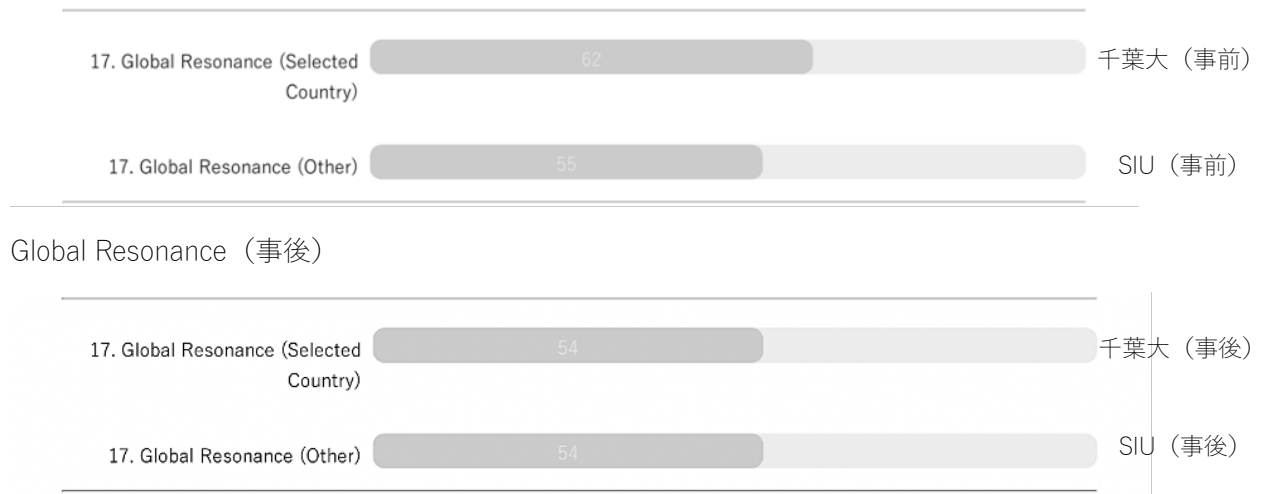 17. Global Resonance (Selected
Country)
62
千葉大（事前）
17. Global Resonance (Other)
55
SIU（事前）
Global Resonance（事後）
17. Global Resonance (Selected
Country)
54
千葉大（事後）
17. Global Resonance (Other)
54
SIU（事後）